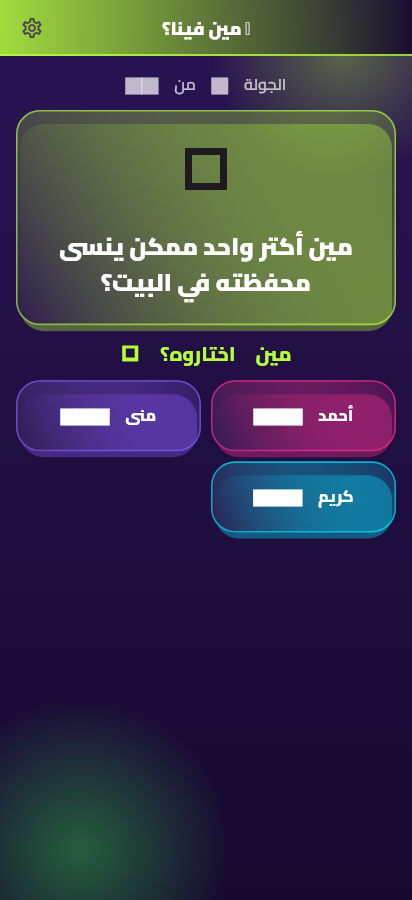 مين فينا؟
الجولة من
مين أكتر واحد ممكن ينسى
محفظته في البيت؟
مين اختاروه؟
أحمد
منى
كريم